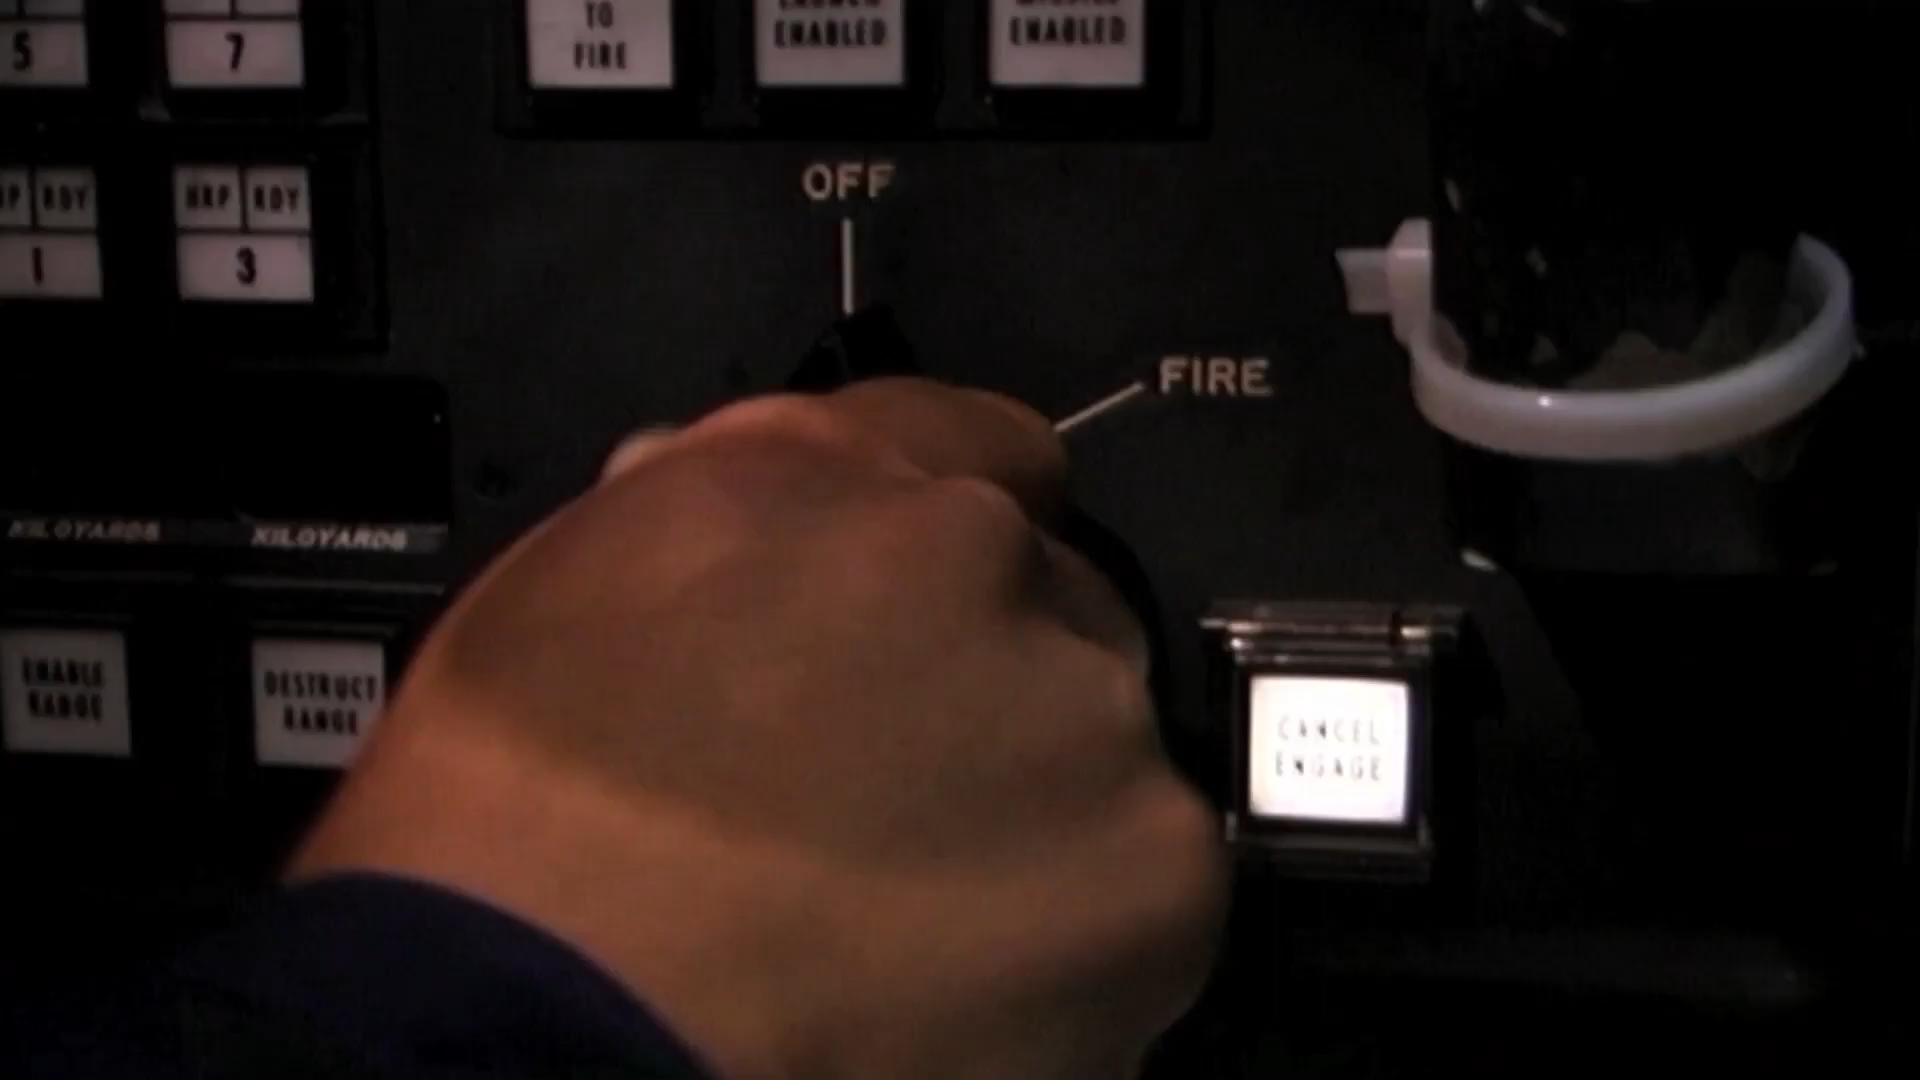 5
7
TO
FIRE
ENABLED
ENABLED
OFF
RDY
HRP RDY
1
3
FIRE
KILOYARDS
KILOYARDS
ENABLE
RANGE
DESTRUCT
RANGE
CANCEL
ENGAGE